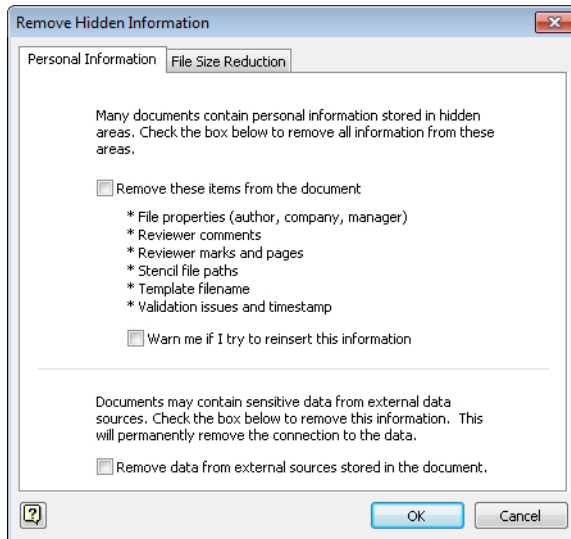 Remove Hidden Information
Personal Information File Size Reduction
Many documents contain personal information stored in hidden
areas. Check the box below to remove all information from these
areas.
Remove these items from the document
* File properties (author, company, manager)
* Reviewer comments
* Reviewer marks and pages
* Stencil file paths
* Template filename
* Validation issues and timestamp
Warn me if I try to reinsert this information
Documents may contain sensitive data from external data
sources. Check the box below to remove this information.  This
will permanently remove the connection to the data.
Remove data from external sources stored in the document.
? OK Cancel